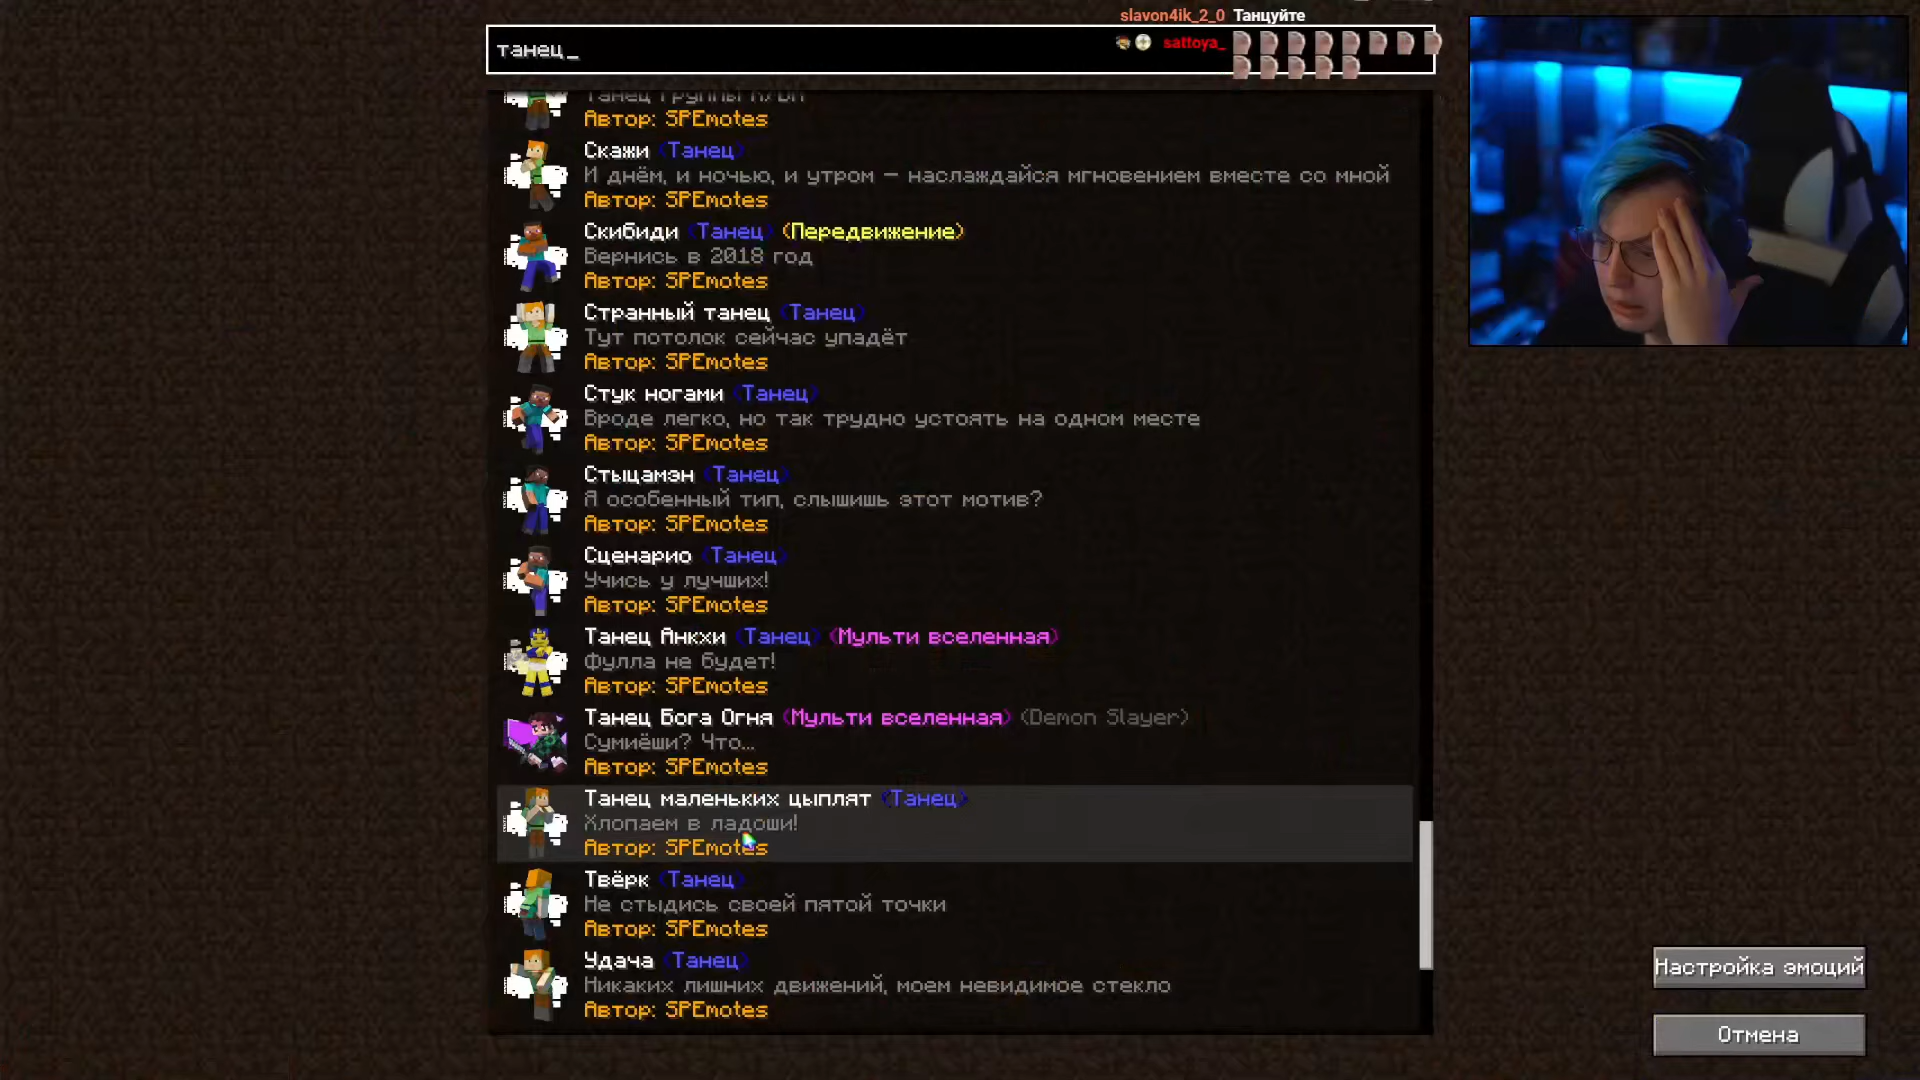 slavon4ik_2_0 Танцуйте
sattoya_
танец_
Автор: SPEmotes
Скажи (Танец)
И днём, и ночью, и утром — наслаждайся мгновением вместе со мной
Автор: SPEmotes
Скибиди (Танец) (Передвижение)
Вернись в 2018 год
Автор: SPEmotes
Странный танец (Танец)
Тут потолок сейчас упадёт
Автор: SPEmotes
Стук ногами (Танец)
Вроде легко, но так трудно устоять на одном месте
Автор: SPEmotes
Стыцамэн (Танец)
Я особенный тип, слышишь этот мотив?
Автор: SPEmotes
Сценарио (Танец)
Учись у лучших!
Автор: SPEmotes
Танец Анкхи (Танец) (Мульти вселенная)
Фулла не будет!
Автор: SPEmotes
Танец Бога Огня (Мульти вселенная) (Demon Slayer)
Сумиёши? Что...
Автор: SPEmotes
Танец маленьких цыплят (Танец)
Хлопаем в ладоши!
Автор: SPEmotes
Твёрк (Танец)
Не стыдись своей пятой точки
Автор: SPEmotes
Удача (Танец)
Никаких лишних движений, моем невидимое стекло
Автор: SPEmotes
Настройка эмоций
Отмена